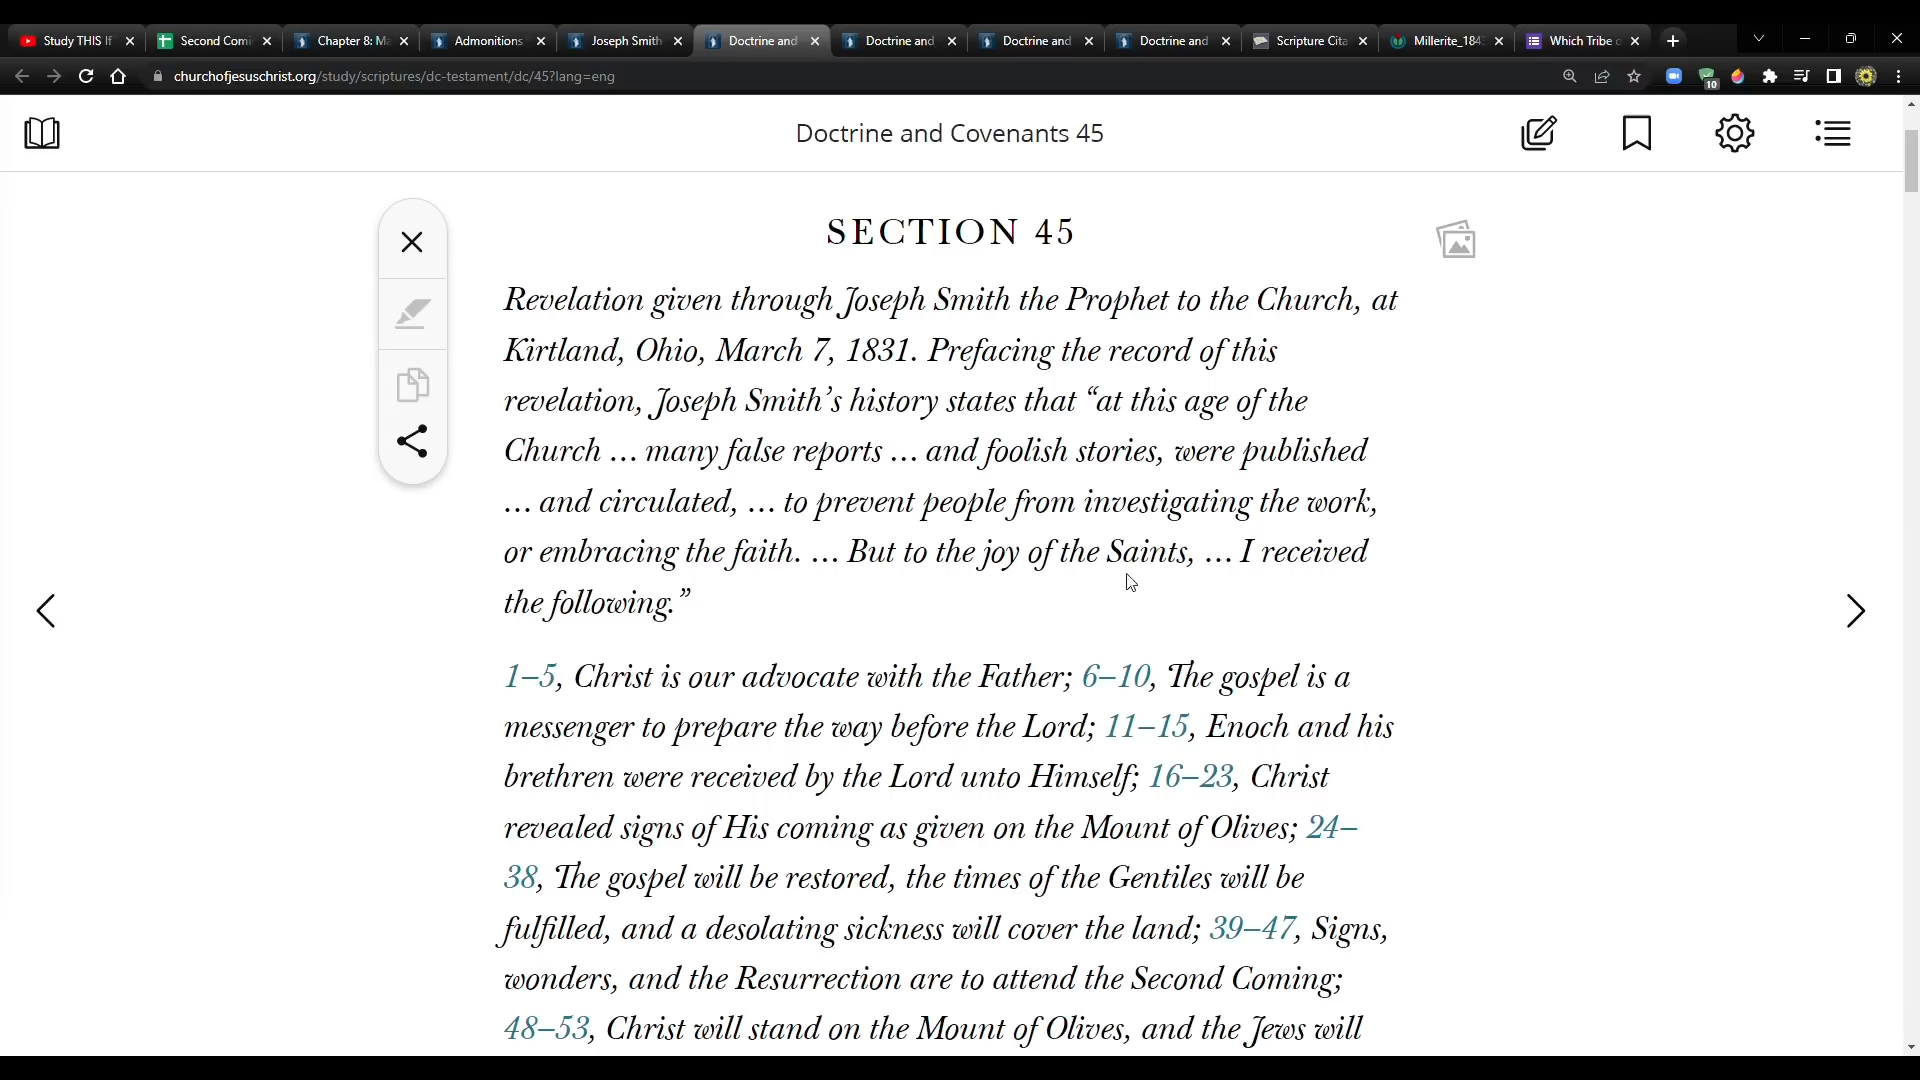 Study THIS If
Second Comi
Chapter 8: Ma
Admonitions
Joseph Smith
Doctrine and
Doctrine and
Doctrine and
Doctrine and
Scripture Cita
Millerite_184
Which Tribe o
churchofjesuschrist.org/study/scriptures/dc-testament/dc/45?lang=eng
10
Doctrine and Covenants 45
SECTION 45
Revelation given through Joseph Smith the Prophet to the Church, at
Kirtland, Ohio, March 7, 1831. Prefacing the record of this
revelation, Joseph Smith’s history states that “at this age of the
Church … many false reports … and foolish stories, were published
… and circulated, … to prevent people from investigating the work,
or embracing the faith. … But to the joy of the Saints, … I received
the following.”
1–5, Christ is our advocate with the Father; 6–10, The gospel is a
messenger to prepare the way before the Lord; 11–15, Enoch and his
brethren were received by the Lord unto Himself; 16–23, Christ
revealed signs of His coming as given on the Mount of Olives; 24–
38, The gospel will be restored, the times of the Gentiles will be
fulfilled, and a desolating sickness will cover the land; 39–47, Signs,
wonders, and the Resurrection are to attend the Second Coming;
48–53, Christ will stand on the Mount of Olives, and the Jews will